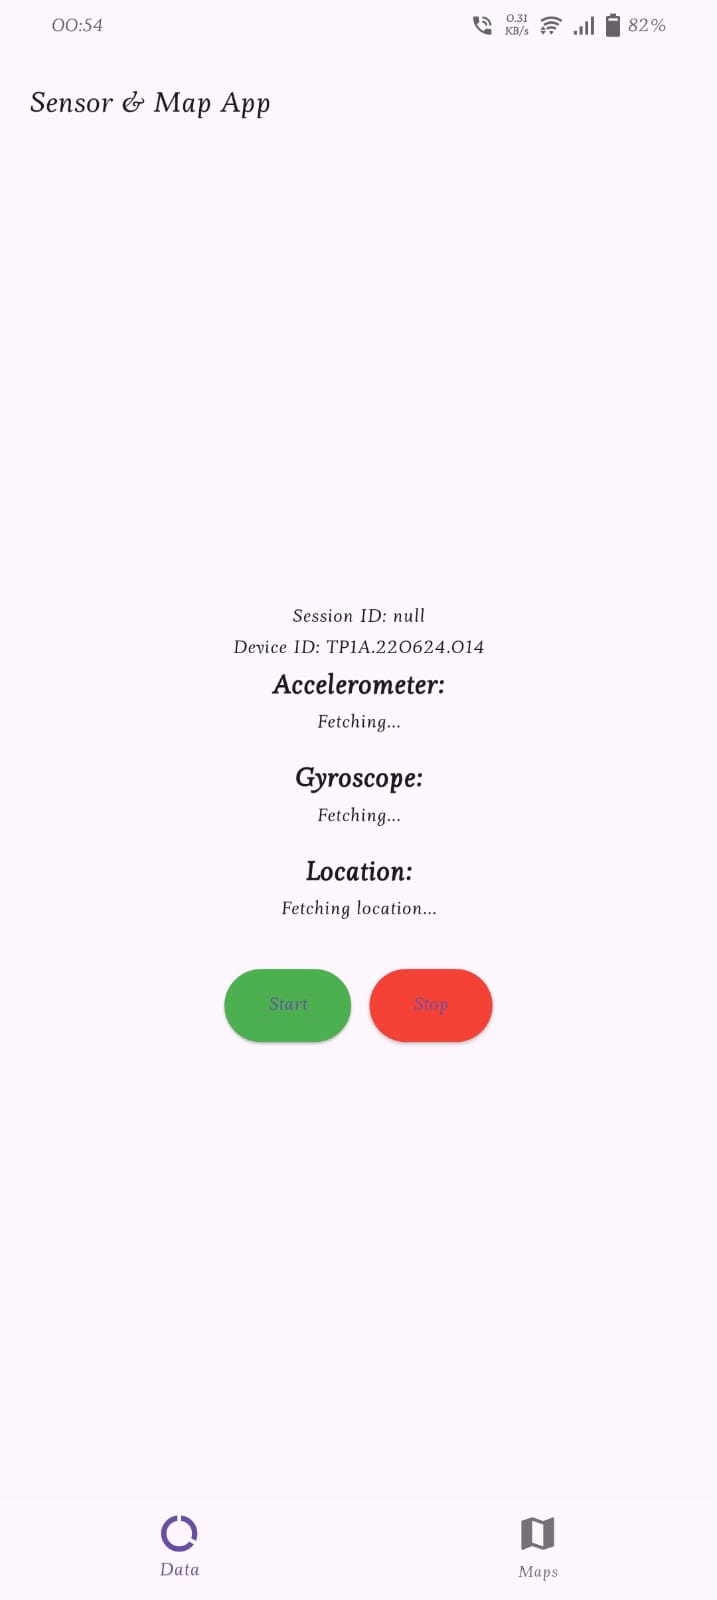 00:54
0.31
KB/s
82%
Sensor & Map App
Session ID: null
Device ID: TP1A.220624.014
Accelerometer:
Fetching...
Gyroscope:
Fetching...
Location:
Fetching location...
Start
Stop
Data
Maps